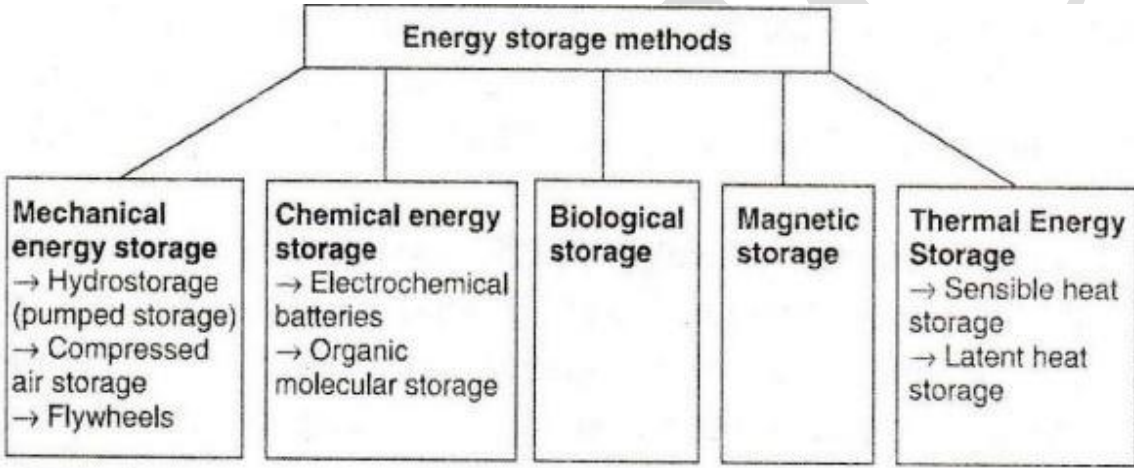 Energy storage methods
Mechanical
energy storage
→ Hydrostorage
(pumped storage)
→ Compressed
air storage
→ Flywheels
Chemical energy
storage
→ Electrochemical
batteries
→ Organic
molecular storage
Biological
storage
Magnetic
storage
Thermal Energy
Storage
→ Sensible heat
storage
→ Latent heat
storage